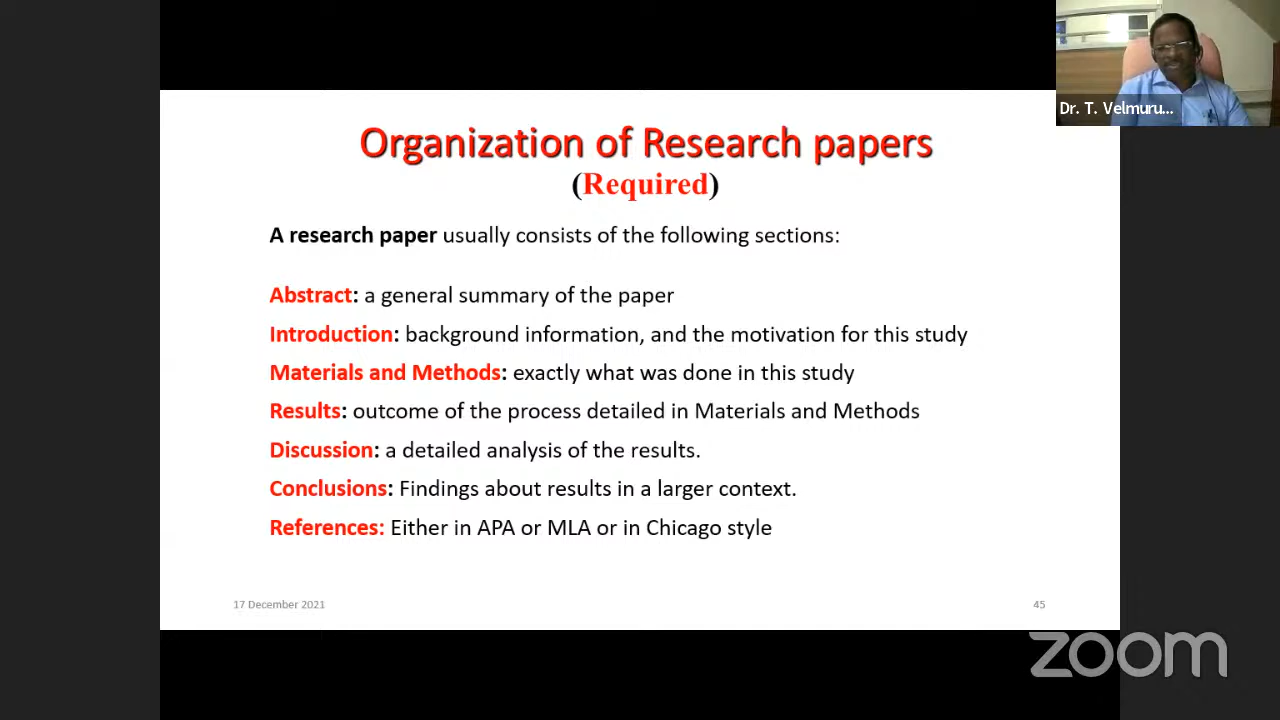 Dr. T. Velmuru...
Organization of Research papers
(Required)
A research paper usually consists of the following sections:
Abstract: a general summary of the paper
Introduction: background information, and the motivation for this study
Materials and Methods: exactly what was done in this study
Results: outcome of the process detailed in Materials and Methods
Discussion: a detailed analysis of the results.
Conclusions: Findings about results in a larger context.
References: Either in APA or MLA or in Chicago style
17 December 2021
45
zoom